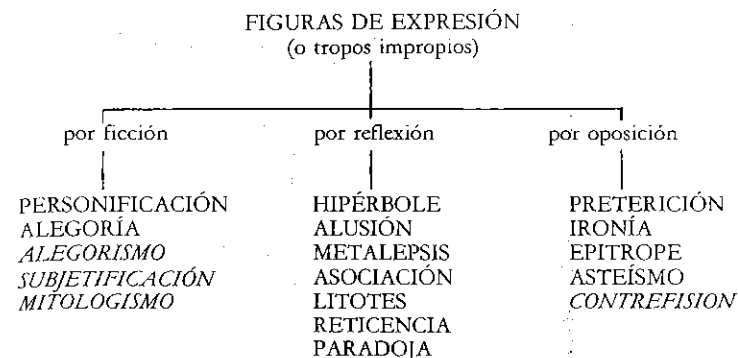 FIGURAS DE EXPRESIÓN
(o tropos impropios)
por ficción por reflexión por oposición
PERSONIFICACIÓN HIPÉRBOLE PRETERICIÓN
ALEGORÍA ALUSIÓN IRONÍA
ALEGORISMO METALEPSIS EPITROPE
SUBJETIFICACIÓN ASOCIACIÓN ASTEÍSMO
MITOLOGISMO LITOTES CONTREFISION
RETICENCIA
PARADOJA